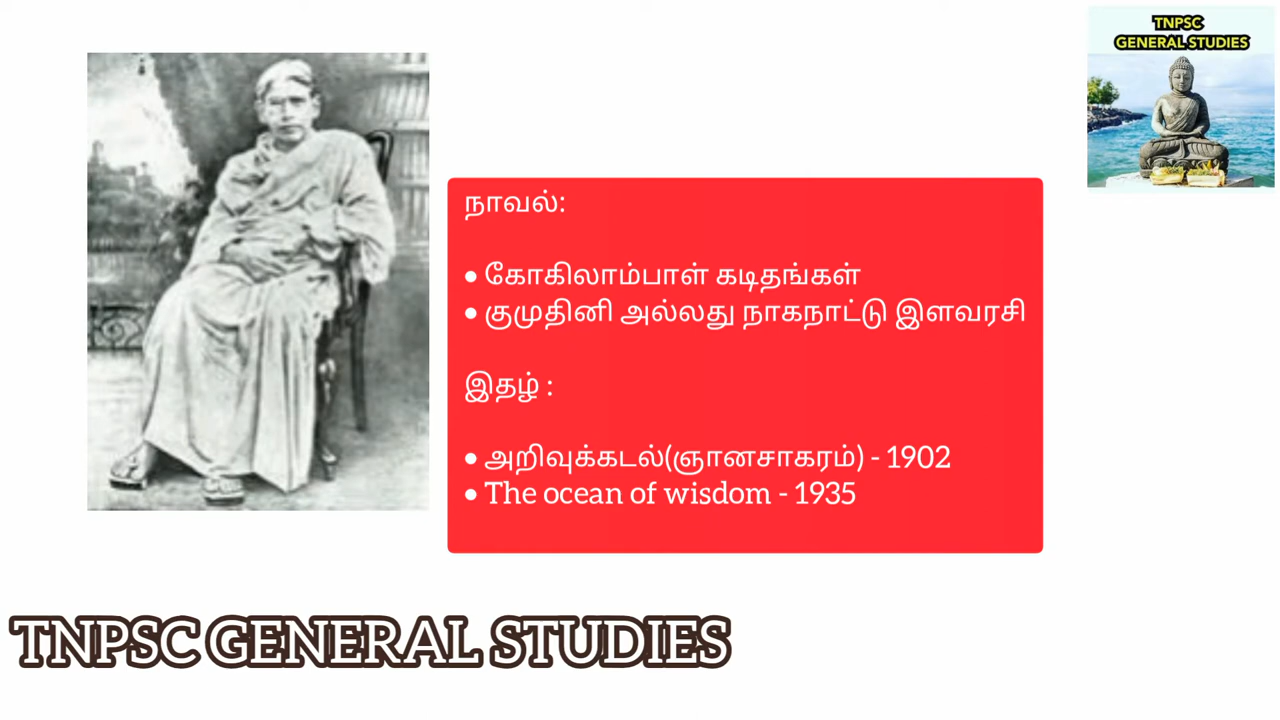 TNPSC
GENERAL STUDIES
நாவல்:
• கோகிலாம்பாள் கடிதங்கள்
• குமுதினி அல்லது நாகநாட்டு இளவரசி
இதழ் :
• அறிவுக்கடல்(ஞானசாகரம்) - 1902
• The ocean of wisdom - 1935
TNPSC GENERAL STUDIES